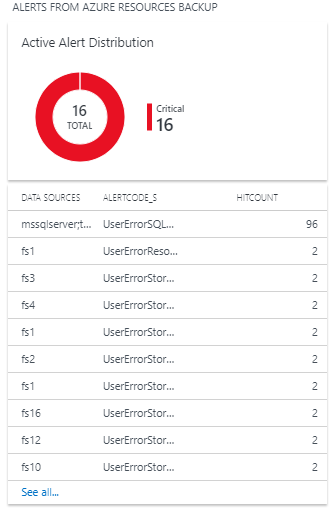 ALERTS FROM AZURE RESOURCES BACKUP
Active Alert Distribution
16
TOTAL
Critical
16
DATA SOURCES ALERTCODE_S HITCOUNT
mssqlserver;t... UserErrorSQL... 96
fs1 UserErrorReso... 2
fs3 UserErrorStor... 2
fs4 UserErrorStor... 2
fs1 UserErrorStor... 2
fs2 UserErrorStor... 2
fs1 UserErrorStor... 2
fs16 UserErrorStor... 2
fs12 UserErrorStor... 2
fs10 UserErrorStor... 2
See all...